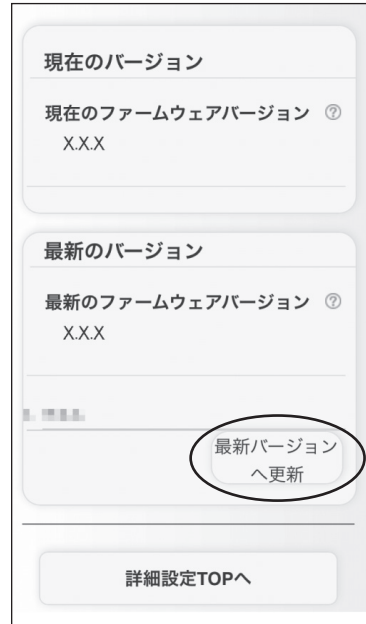 現在のバージョン
現在のファームウェアバージョン ?
X.X.X
最新のバージョン
最新のファームウェアバージョン ?
X.X.X
最新バージョン
へ更新
詳細設定TOPへ